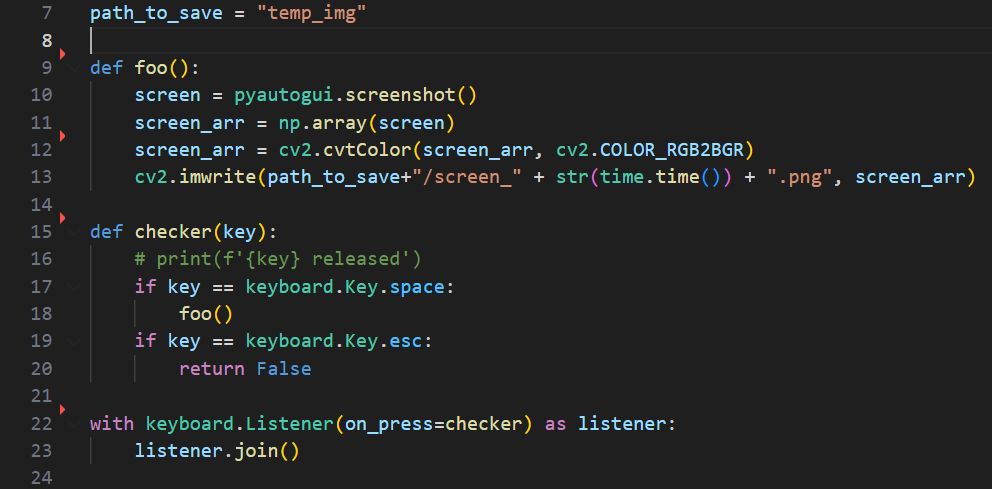 7 path_to_save = "temp_img"
8
9 def foo():
10 screen = pyautogui.screenshot()
11 screen_arr = np.array(screen)
12 screen_arr = cv2.cvtColor(screen_arr, cv2.COLOR_RGB2BGR)
13 cv2.imwrite(path_to_save+"/screen_" + str(time.time()) + ".png", screen_arr)
14
15 def checker(key):
16 # print(f'{key} released')
17 if key == keyboard.Key.space:
18 foo()
19 if key == keyboard.Key.esc:
20 return False
21
22 with keyboard.Listener(on_press=checker) as listener:
23 listener.join()
24